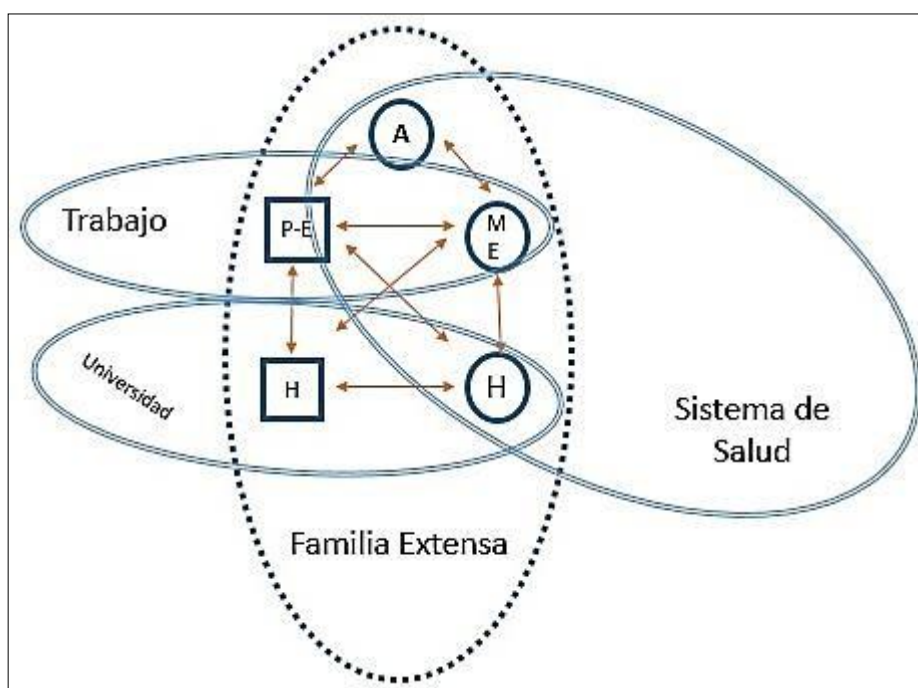 A
Trabajo
P-E
M
E
Universidad
H
H
Sistema de
Salud
Familia Extensa